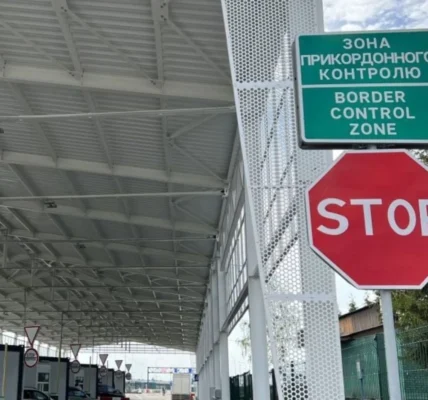 ЗОНА
ПРИКОРДОННОГО
КОНТРОЛЮ
BORDER
CONTROL
ZONE
STOP